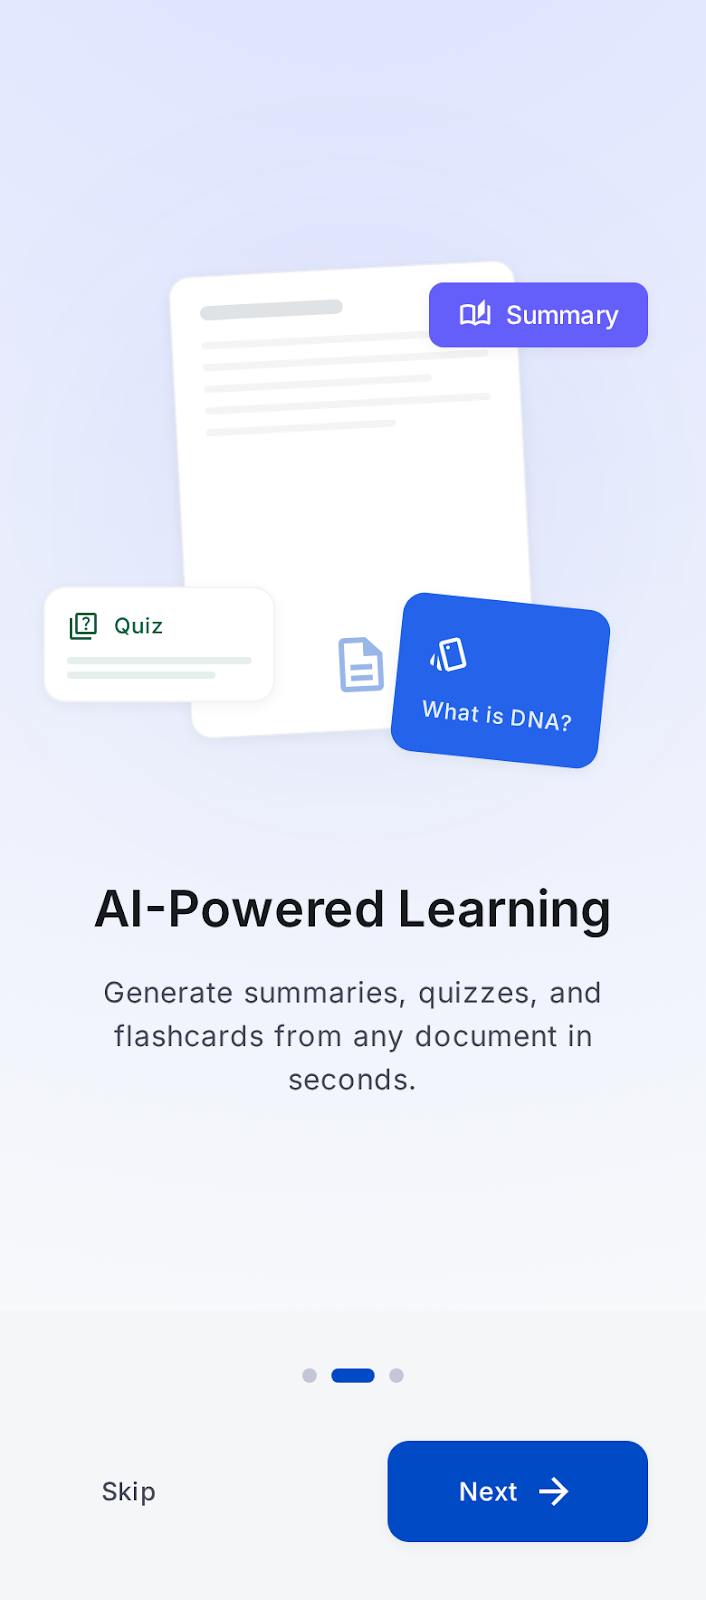 Summary
Quiz
What is DNA?
AI-Powered Learning
Generate summaries, quizzes, and
flashcards from any document in
seconds.
Skip
Next